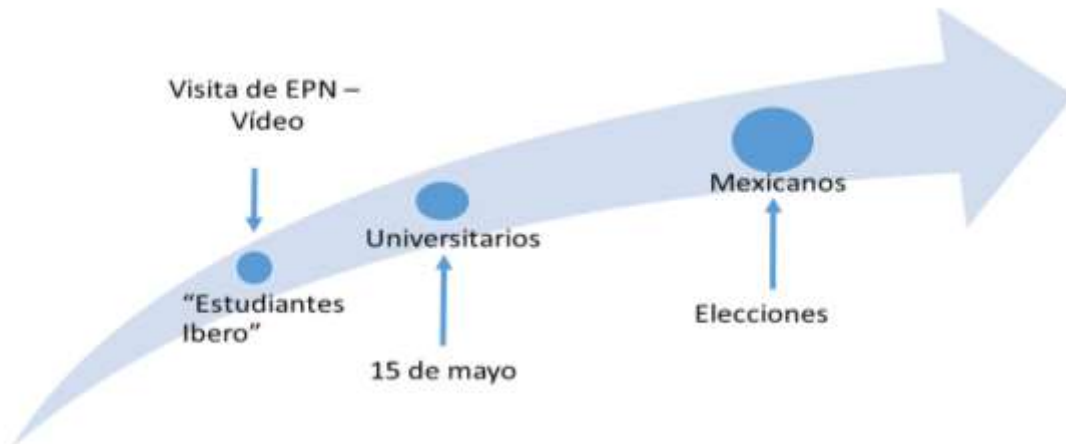 Visita de EPN –
Vídeo
Mexicanos
Universitarios
“Estudiantes
Ibero”
Elecciones
15 de mayo